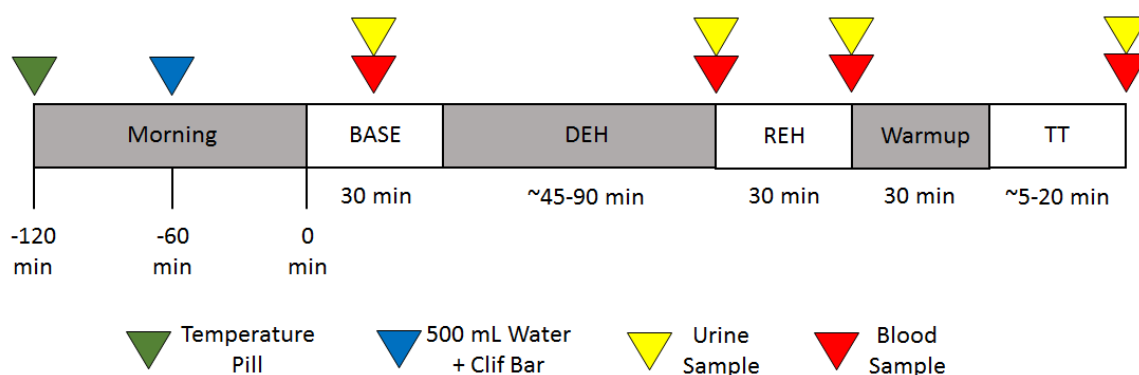 Morning
BASE
DEH
REH
Warmup
TT
30 min
~45-90 min
30 min
30 min
~5-20 min
-120
min
-60
min
0
min
Temperature
Pill
500 mL Water
+ Clif Bar
Urine
Sample
Blood
Sample